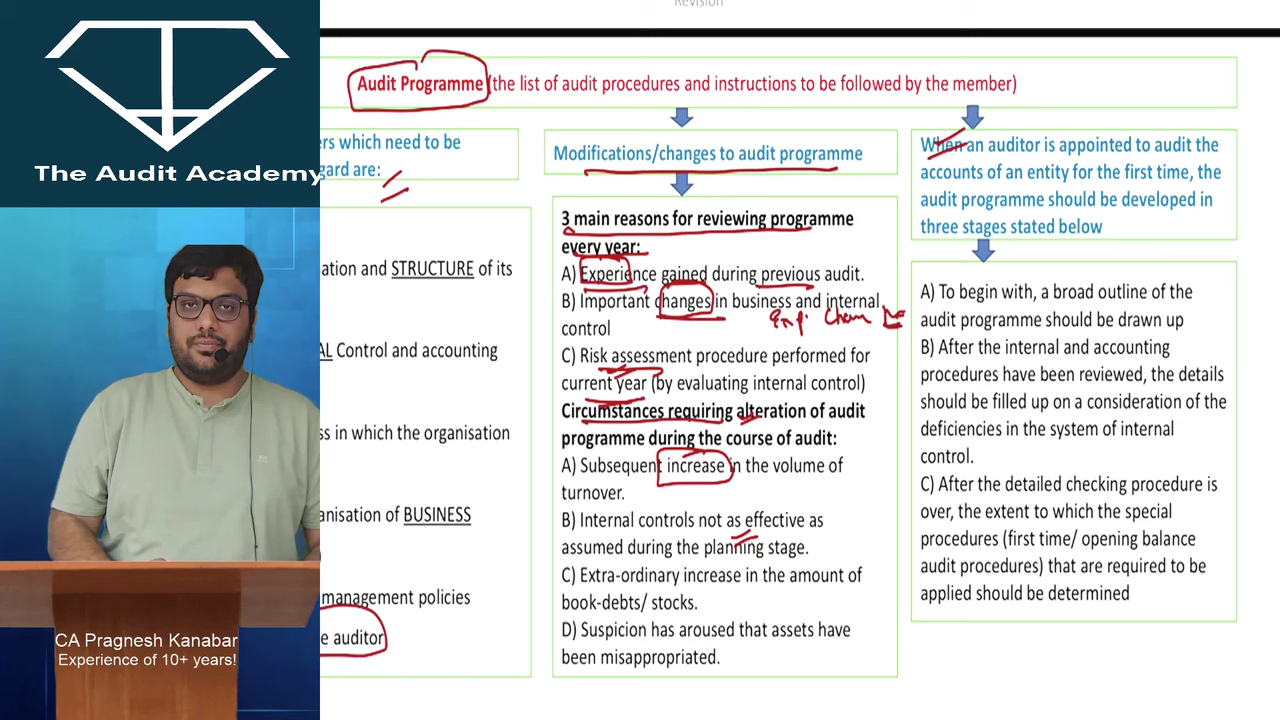 Revision
The Audit Academy
CA Pragnesh Kanabar
Experience of 10+ years!
Audit Programme (the list of audit procedures and instructions to be followed by the member)
ers which need to be
gard are:
ation and STRUCTURE of its
AL Control and accounting
ss in which the organisation
anisation of BUSINESS
management policies
e auditor
Modifications/changes to audit programme
3 main reasons for reviewing programme
every year:
A) Experience gained during previous audit.
B) Important changes in business and internal
control
Exp. Chan
C) Risk assessment procedure performed for
current year (by evaluating internal control)
Circumstances requiring alteration of audit
programme during the course of audit:
A) Subsequent increase in the volume of
turnover.
B) Internal controls not as effective as
assumed during the planning stage.
C) Extra-ordinary increase in the amount of
book-debts/ stocks.
D) Suspicion has aroused that assets have
been misappropriated.
When an auditor is appointed to audit the
accounts of an entity for the first time, the
audit programme should be developed in
three stages stated below
A) To begin with, a broad outline of the
audit programme should be drawn up
B) After the internal and accounting
procedures have been reviewed, the details
should be filled up on a consideration of the
deficiencies in the system of internal
control.
C) After the detailed checking procedure is
over, the extent to which the special
procedures (first time/ opening balance
audit procedures) that are required to be
applied should be determined